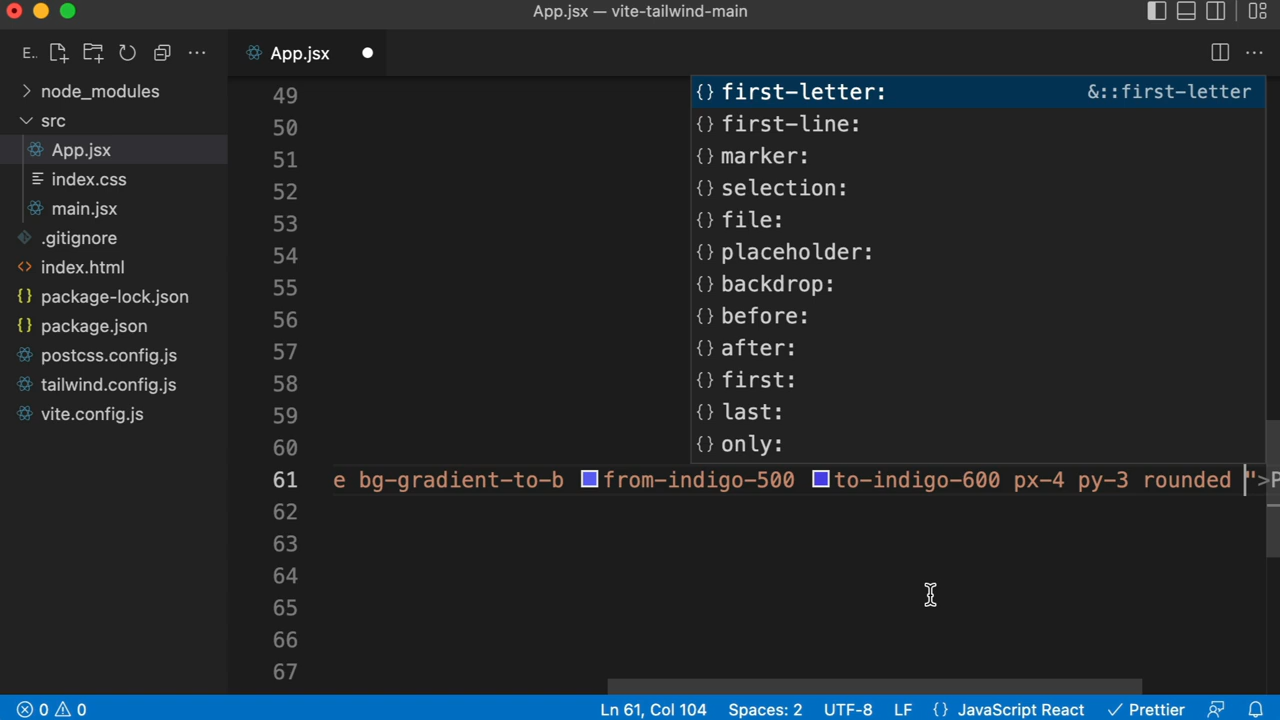 App.jsx — vite-tailwind-main
E..
App.jsx
node_modules
src
App.jsx
index.css
main.jsx
.gitignore
index.html
package-lock.json
package.json
postcss.config.js
tailwind.config.js
vite.config.js
49
50
51
52
53
54
55
56
57
58
59
60
{} first-letter: &::first-letter
{} first-line:
{} marker:
{} selection:
{} file:
{} placeholder:
{} backdrop:
{} before:
{} after:
{} first:
{} last:
{} only:
61 e bg-gradient-to-b from-indigo-500 to-indigo-600 px-4 py-3 rounded ">P
62
63
64
65
66
67
0 0 Ln 61, Col 104 Spaces: 2 UTF-8 LF {} JavaScript React Prettier